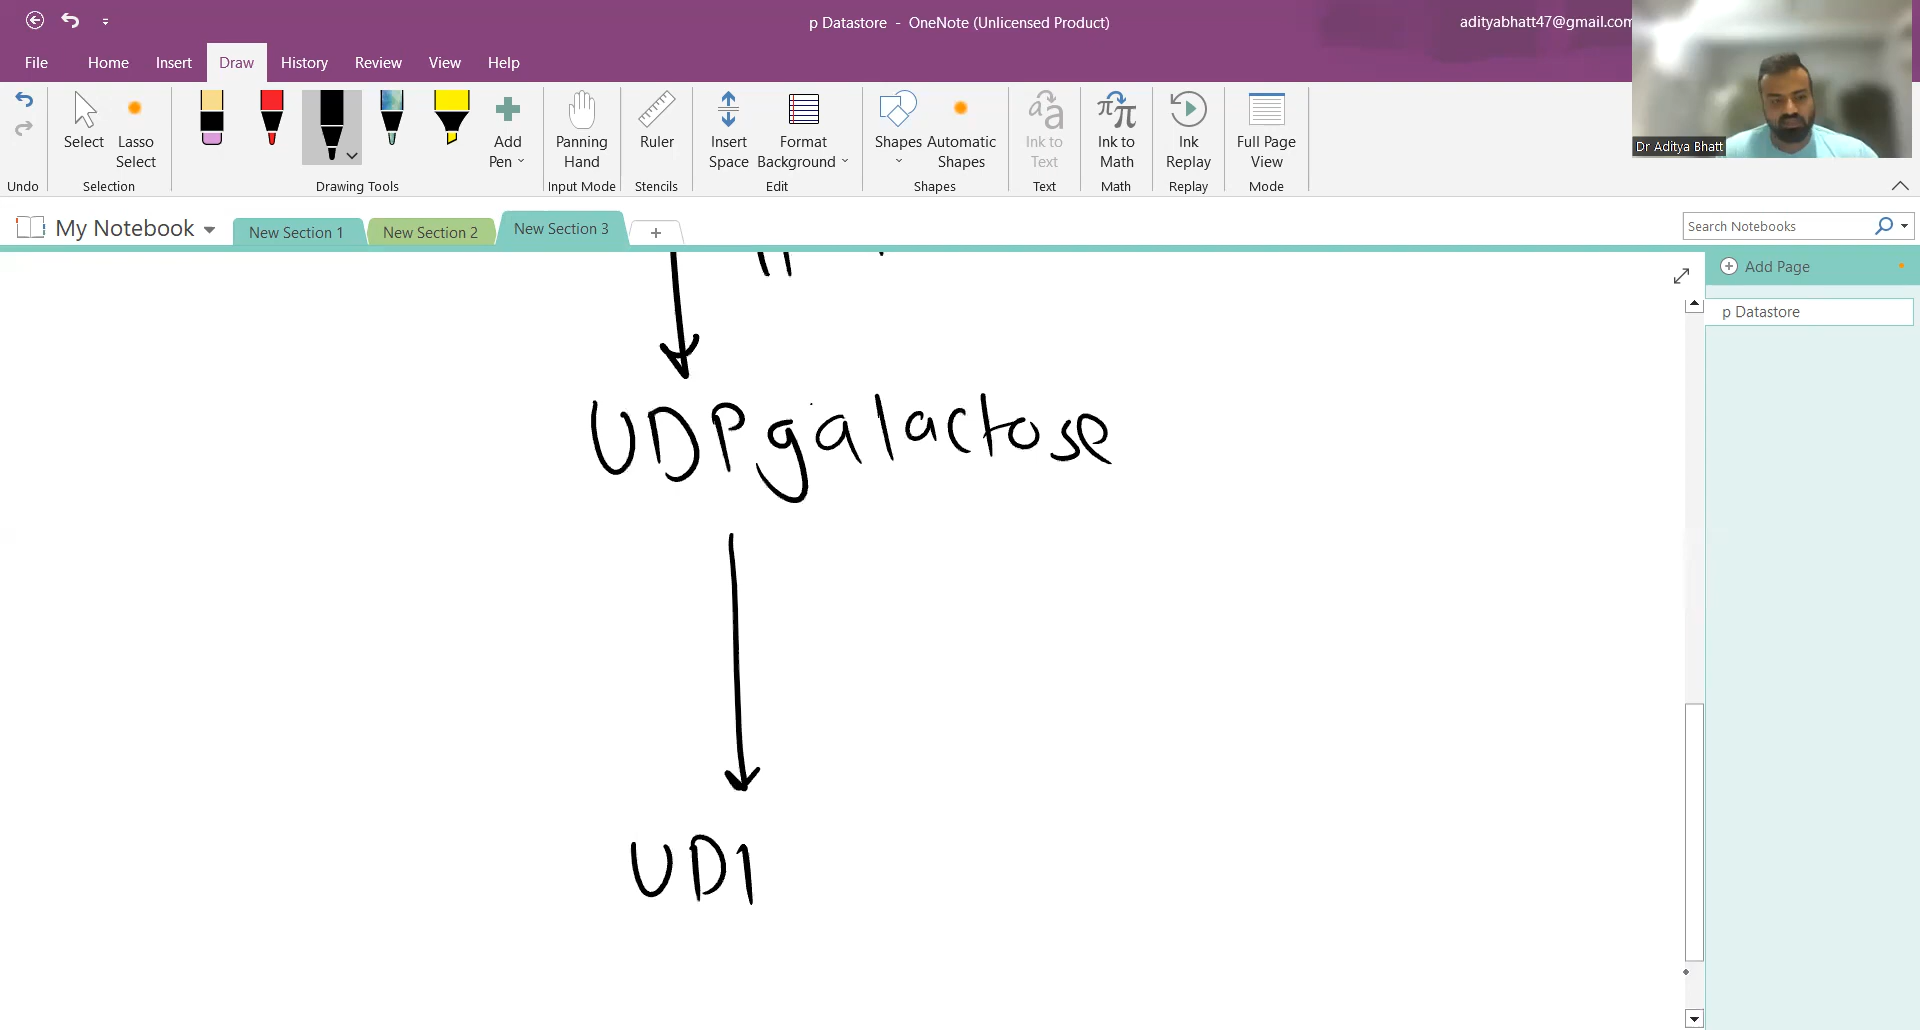 p Datastore - OneNote (Unlicensed Product)
adityabhatt47@gmail.com
File Home Insert Draw History Review View Help
Select
Lasso Select
Add Pen
Panning Hand
Ruler
Insert Space
Format Background
Shapes
Automatic Shapes
Ink to Text
Ink to Math
Ink Replay
Full Page View
Undo Selection Drawing Tools Input Mode Stencils Edit Shapes Text Math Replay Mode
Dr Aditya Bhatt
My Notebook New Section 1 New Section 2 New Section 3
Search Notebooks
Add Page
p Datastore
UDPgalactose